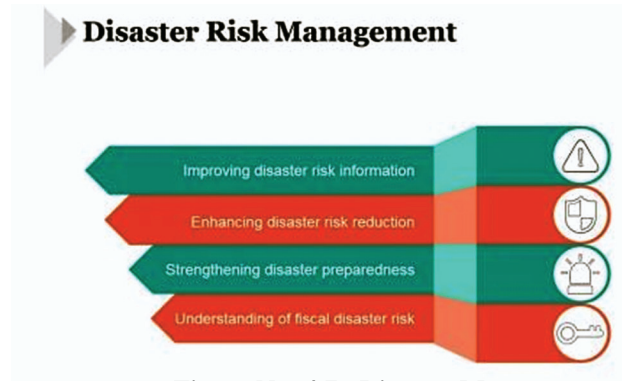 Disaster Risk Management
Improving disaster risk information
Enhancing disaster risk reduction
Strengthening disaster preparedness
Understanding of fiscal disaster risk